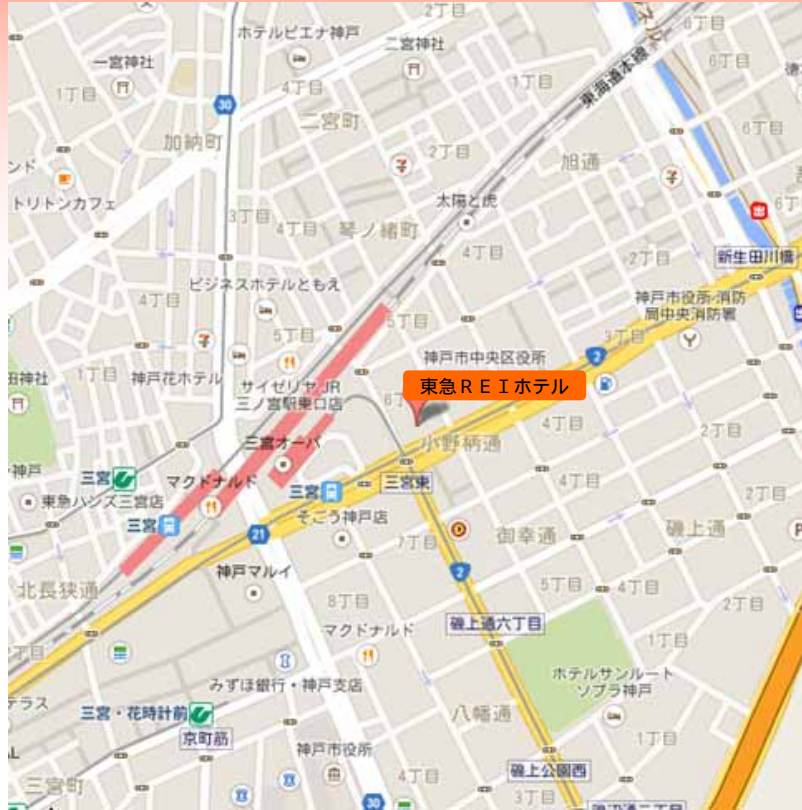 2丁目
6丁目
ホテルピエナ神戸
二宮神社
一宮神社
6丁目
4丁目
1丁目
1丁目
東海道本線
30
二宮町
加納町
6丁目
2丁目
旭通
トリトンカフェ
太陽と虎
3丁目
4丁目
琴ノ緒町
4丁目
2丁目
新生田川橋
ビジネスホテルともえ
4丁目
神戸市役所 消防
局中央消防署
5丁目
5丁目
3丁目
2
神戸市中央区役所
1丁目
神戸花ホテル
サイゼリヤ JR
三ノ宮駅東口店
東急ＲＥＩホテル
三宮オーパ
小野柄通
4丁目
2丁目
三宮
マクドナルド
三宮
三宮東
4丁目
東急ハンズ三宮店
三宮
そごう神戸店
2丁目
21
7丁目
御幸通
磯上通
P
北長狭通
神戸マルイ
2
5丁目
4丁目
2丁目
8丁目
磯上通六丁目
マクドナルド
1丁目
みずほ銀行・神戸支店
ホテルサンルート
ソプラ神戸
三宮・花時計前
京町筋
八幡通
神戸市役所
1丁目
三宮町
4丁目
磯上公園西
30
3丁目